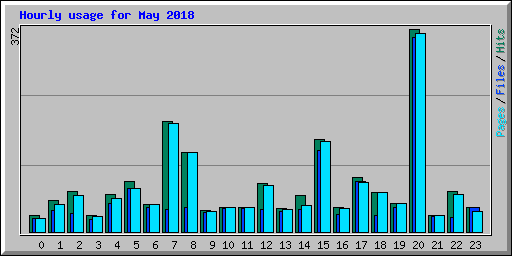 Hourly usage for May 2018
372
Pages/Files/Hits
0 1 2 3 4 5 6 7 8 9 10 11 12 13 14 15 16 17 18 19 20 21 22 23